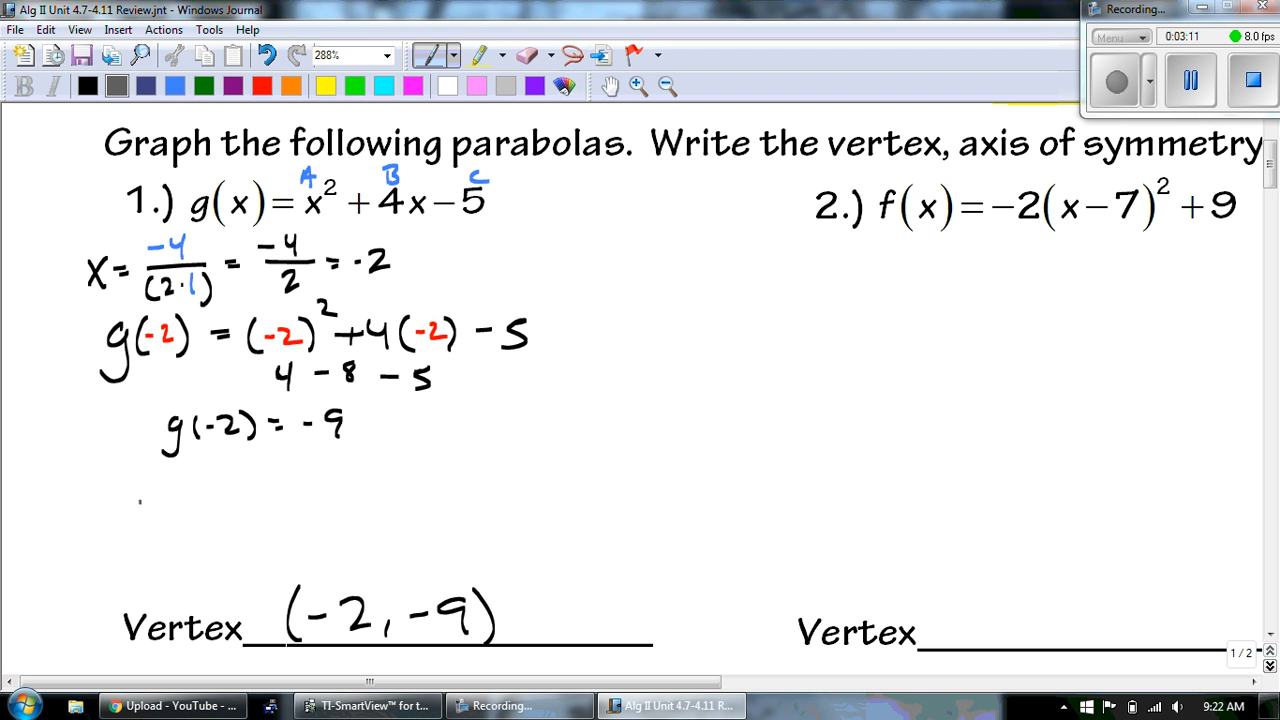 Alg II Unit 4.7-4.11 Review.jnt - Windows Journal
Recording...
File Edit View Insert Actions Tools Help
Menu 0:03:11 8.0 fps
288%
B I
Graph the following parabolas. Write the vertex, axis of symmetry
A B C
1.) g(x) = x² + 4x − 5
2.) f(x) = −2(x − 7)² + 9
x = -4/(2·1) = -4/2 = -2
g(-2) = (-2)² + 4(-2) - 5
4 - 8 - 5
g(-2) = -9
Vertex (-2, -9)
Vertex
1 / 2
Upload - YouTube - ... TI-SmartView™ for t... Recording... Alg II Unit 4.7-4.11 R... 9:22 AM